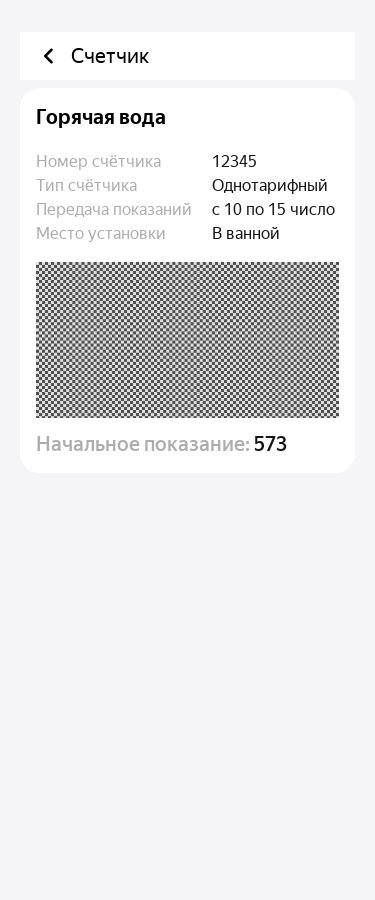 Счетчик
Горячая вода
Номер счётчика 12345
Тип счётчика Однотарифный
Передача показаний с 10 по 15 число
Место установки В ванной
Начальное показание: 573